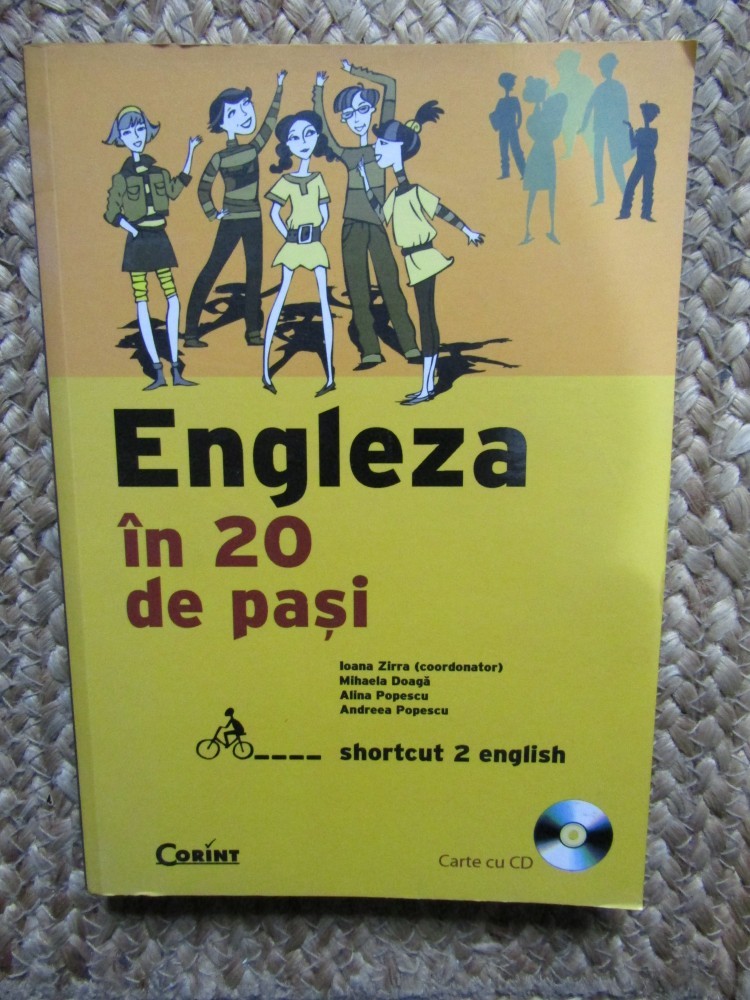 Engleza
în 20
de pași
Ioana Zirra (coordonator)
Mihaela Doagă
Alina Popescu
Andreea Popescu
shortcut 2 english
CORINT
Carte cu CD